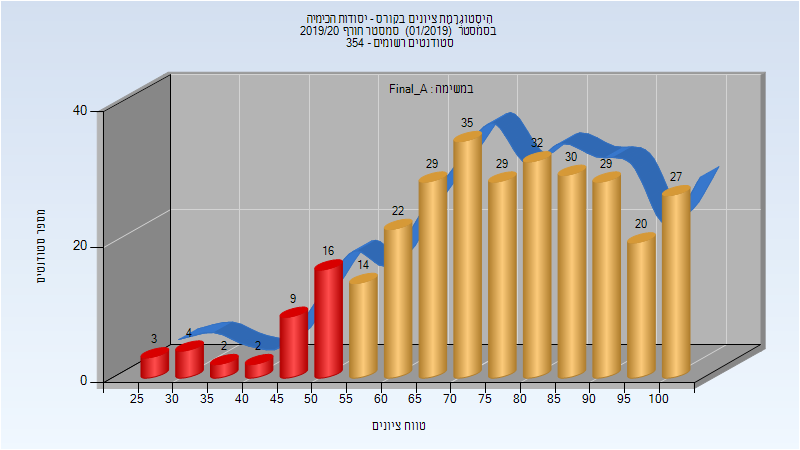 הִיסְטוגְרָמַת ציונים בקורס - יסודות הכימיה
בסמסטר (01/2019) סמסטר חורף 2019/20
סטודנטים רשומים - 354
במשימה : Final_A
מספר סטודנטים
40
20
0
3
4
2
2
9
16
14
22
29
35
29
32
30
29
20
27
25 30 35 40 45 50 55 60 65 70 75 80 85 90 95 100
טווח ציונים